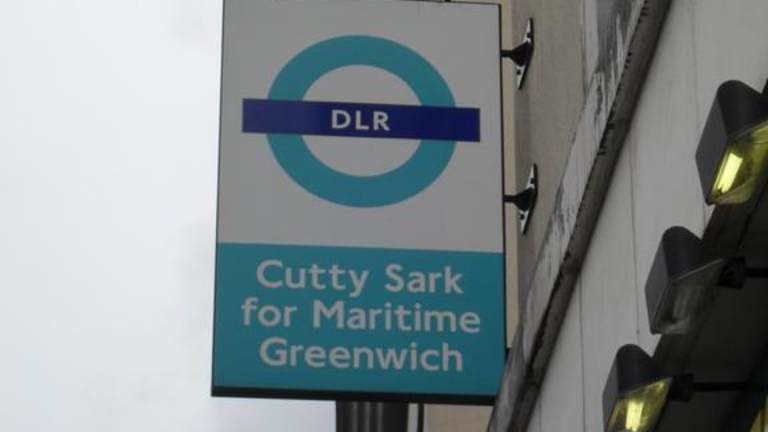 DLR
Cutty Sark
for Maritime
Greenwich